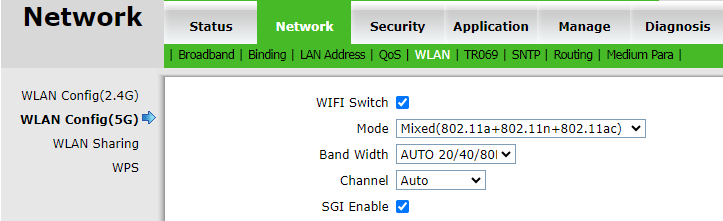 Network
Status Network Security Application Manage Diagnosis
| Broadband | Binding | LAN Address | QoS | WLAN | TR069 | SNTP | Routing | Medium Para |
WLAN Config(2.4G)
WLAN Config(5G)
WLAN Sharing
WPS
WIFI Switch
Mode Mixed(802.11a+802.11n+802.11ac)
Band Width AUTO 20/40/80
Channel Auto
SGI Enable